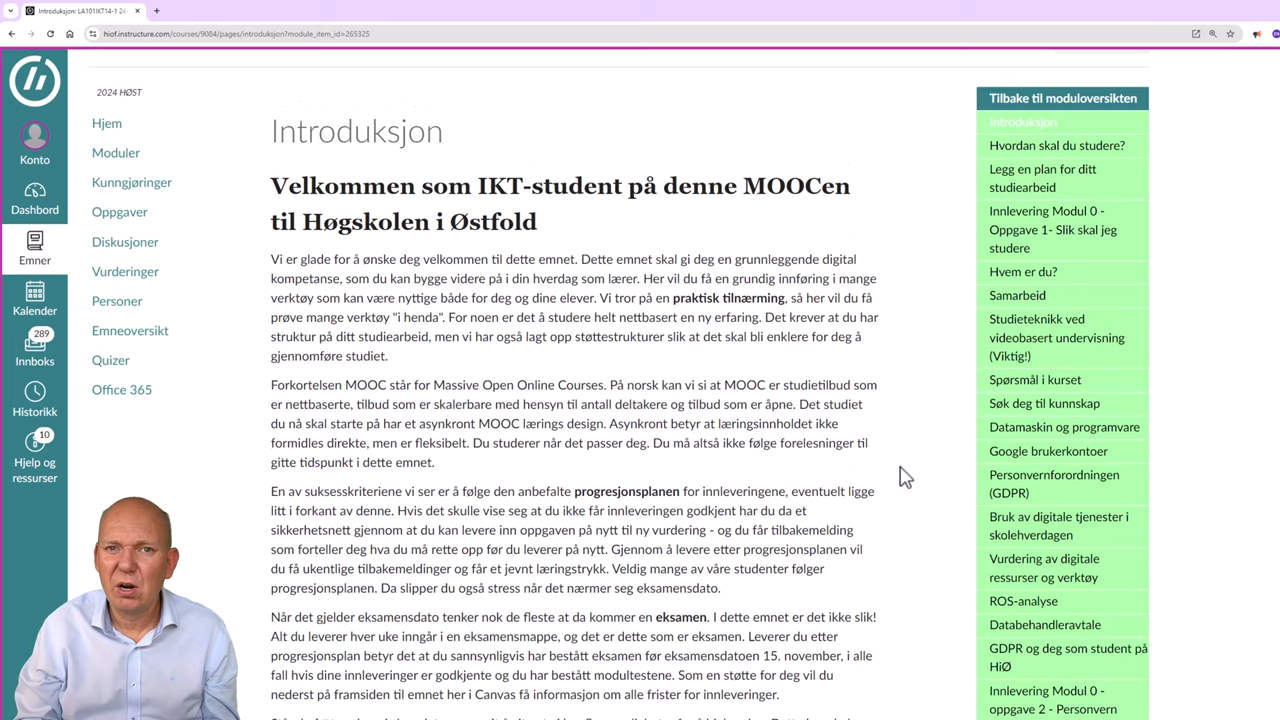 Introduksjon: LA101IKT14-1 24
hiof.instructure.com/courses/9084/pages/introduksjon?module_item_id=265325
Konto
Dashbord
Emner
Kalender
289
Innboks
Historikk
10
Hjelp og
ressurser
2024 HØST
Hjem
Moduler
Kunngjøringer
Oppgaver
Diskusjoner
Vurderinger
Personer
Emneoversikt
Quizer
Office 365
Introduksjon
Velkommen som IKT-student på denne MOOCen
til Høgskolen i Østfold
Vi er glade for å ønske deg velkommen til dette emnet. Dette emnet skal gi deg en grunnleggende digital
kompetanse, som du kan bygge videre på i din hverdag som lærer. Her vil du få en grundig innføring i mange
verktøy som kan være nyttige både for deg og dine elever. Vi tror på en praktisk tilnærming, så her vil du få
prøve mange verktøy "i henda". For noen er det å studere helt nettbasert en ny erfaring. Det krever at du har
struktur på ditt studiearbeid, men vi har også lagt opp støttestrukturer slik at det skal bli enklere for deg å
gjennomføre studiet.
Forkortelsen MOOC står for Massive Open Online Courses. På norsk kan vi si at MOOC er studietilbud som
er nettbaserte, tilbud som er skalerbare med hensyn til antall deltakere og tilbud som er åpne. Det studiet
du nå skal starte på har et asynkront MOOC lærings design. Asynkront betyr at læringsinnholdet ikke
formidles direkte, men er fleksibelt. Du studerer når det passer deg. Du må altså ikke følge forelesninger til
gitte tidspunkt i dette emnet.
En av suksesskriteriene vi ser er å følge den anbefalte progresjonsplanen for innleveringene, eventuelt ligge
litt i forkant av denne. Hvis det skulle vise seg at du ikke får innleveringen godkjent har du da et
sikkerhetsnett gjennom at du kan levere inn oppgaven på nytt til ny vurdering - og du får tilbakemelding
som forteller deg hva du må rette opp før du leverer på nytt. Gjennom å levere etter progresjonsplanen vil
du få ukentlige tilbakemeldinger og får et jevnt læringstrykk. Veldig mange av våre studenter følger
progresjonsplanen. Da slipper du også stress når det nærmer seg eksamensdato.
Når det gjelder eksamensdato tenker nok de fleste at da kommer en eksamen. I dette emnet er det ikke slik!
Alt du leverer hver uke inngår i en eksamensmappe, og det er dette som er eksamen. Leverer du etter
progresjonsplan betyr det at du sannsynligvis har bestått eksamen før eksamensdatoen 15. november, i alle
fall hvis dine innleveringer er godkjente og du har bestått modultestene. Som en støtte for deg vil du
nederst på framsiden til emnet her i Canvas få informasjon om alle frister for innleveringer.
Tilbake til moduloversikten
Introduksjon
Hvordan skal du studere?
Legg en plan for ditt
studiearbeid
Innlevering Modul 0 -
Oppgave 1- Slik skal jeg
studere
Hvem er du?
Samarbeid
Studieteknikk ved
videobasert undervisning
(Viktig!)
Spørsmål i kurset
Søk deg til kunnskap
Datamaskin og programvare
Google brukerkontoer
Personvernforordningen
(GDPR)
Bruk av digitale tjenester i
skolehverdagen
Vurdering av digitale
ressurser og verktøy
ROS-analyse
Databehandleravtale
GDPR og deg som student på
HiØ
Innlevering Modul 0 -
oppgave 2 - Personvern